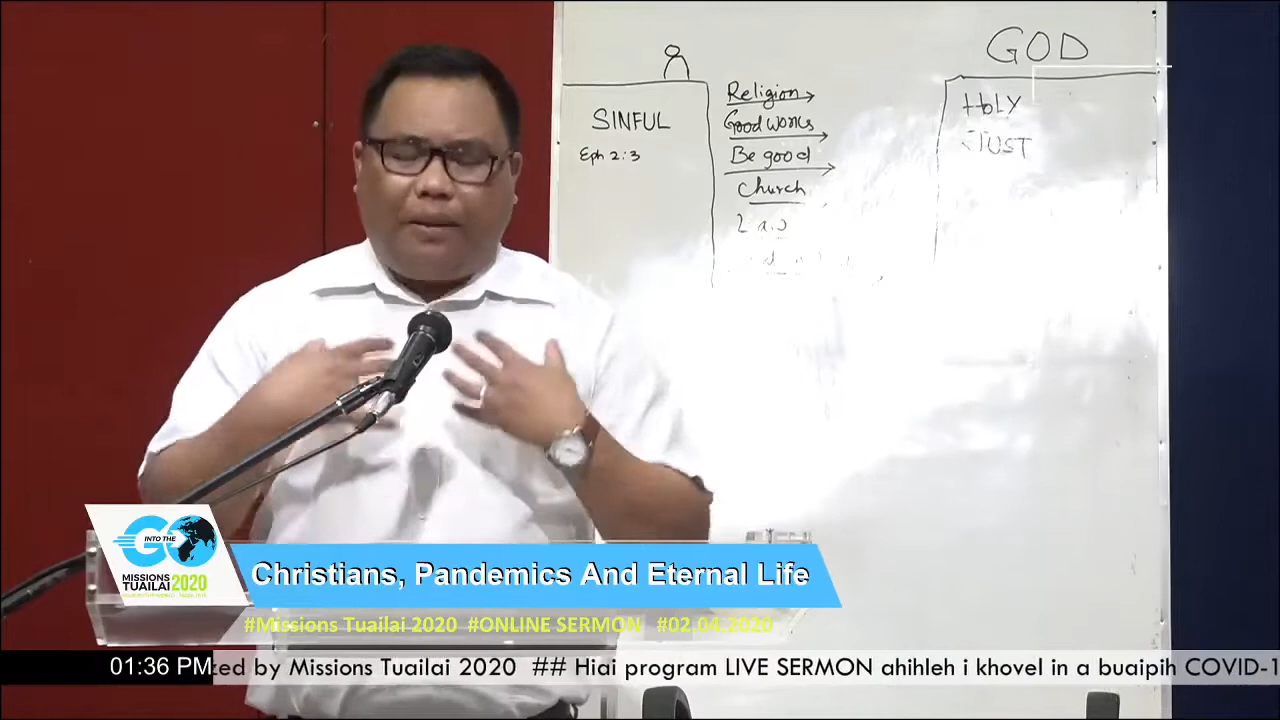 GOD
Religion
Good works
Be good
Church
SINFUL
Eph 2:3
HOLY
JUST
GO
INTO THE
MISSIONS
TUAILAI 2020
Christians, Pandemics And Eternal Life
#Missions Tuailai 2020 #ONLINE SERMON #02.04.2020
01:36 PM
ed by Missions Tuailai 2020 ## Hiai program LIVE SERMON ahihleh i khovel in a buaipih COVID-1